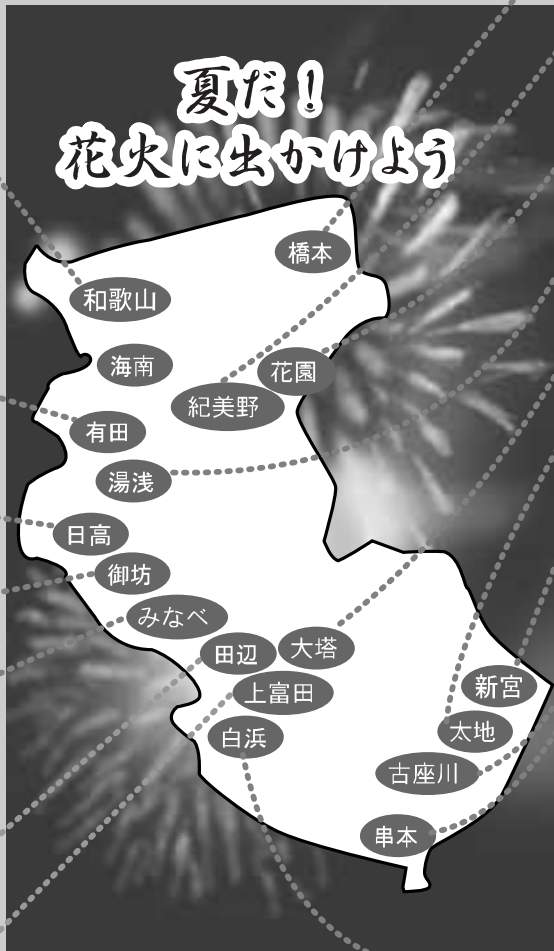 夏だ！
花火に出かけよう
橋本
和歌山
海南
花園
紀美野
有田
湯浅
日高
御坊
みなべ
田辺
大塔
上富田
新宮
白浜
太地
古座川
串本